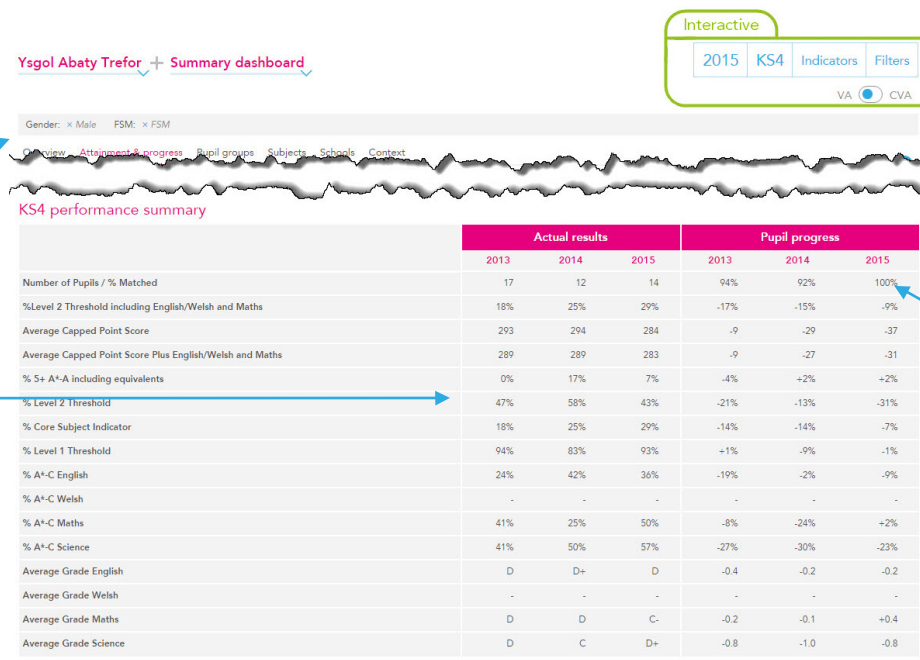 Interactive
Ysgol Abaty Trefor + Summary dashboard
2015 KS4 Indicators Filters
VA CVA
Gender: × Male FSM: × FSM
Overview Attainment & progress Pupil groups Subjects Schools Context
KS4 performance summary
Actual results Pupil progress
2013 2014 2015 2013 2014 2015
Number of Pupils / % Matched 17 12 14 94% 92% 100%
%Level 2 Threshold including English/Welsh and Maths 18% 25% 29% -17% -15% -9%
Average Capped Point Score 293 294 284 -9 -29 -37
Average Capped Point Score Plus English/Welsh and Maths 289 289 283 -9 -27 -31
% 5+ A*-A including equivalents 0% 17% 7% -4% +2% +2%
% Level 2 Threshold 47% 58% 43% -21% -13% -31%
% Core Subject Indicator 18% 25% 29% -14% -14% -7%
% Level 1 Threshold 94% 83% 93% +1% -9% -1%
% A*-C English 24% 42% 36% -19% -2% -9%
% A*-C Welsh - - - - - -
% A*-C Maths 41% 25% 50% -8% -24% +2%
% A*-C Science 41% 50% 57% -27% -30% -23%
Average Grade English D D+ D -0.4 -0.2 -0.2
Average Grade Welsh - - - - - -
Average Grade Maths D D C- -0.2 -0.1 +0.4
Average Grade Science D C D+ -0.8 -1.0 -0.8